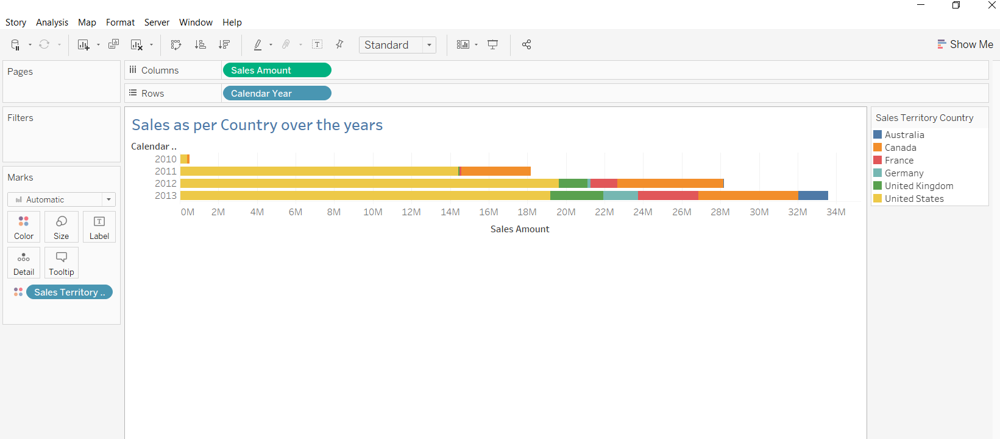 Story Analysis Map Format Server Window Help
Standard
Show Me
Pages
Columns
Sales Amount
Rows
Calendar Year
Filters
Marks
Automatic
Color Size Label
Detail Tooltip
Sales Territory ..
Sales as per Country over the years
Calendar ..
2010
2011
2012
2013
0M 2M 4M 6M 8M 10M 12M 14M 16M 18M 20M 22M 24M 26M 28M 30M 32M 34M
Sales Amount
Sales Territory Country
Australia
Canada
France
Germany
United Kingdom
United States